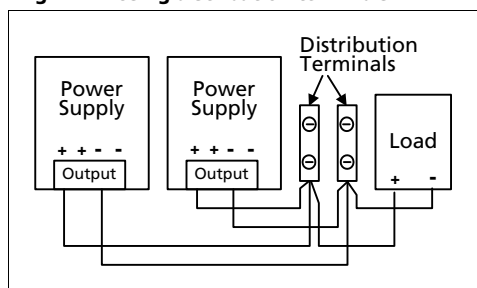 Distribution
Terminals
Power
Supply
+ + - -
Output
Power
Supply
+ + - -
Output
Load
+ -